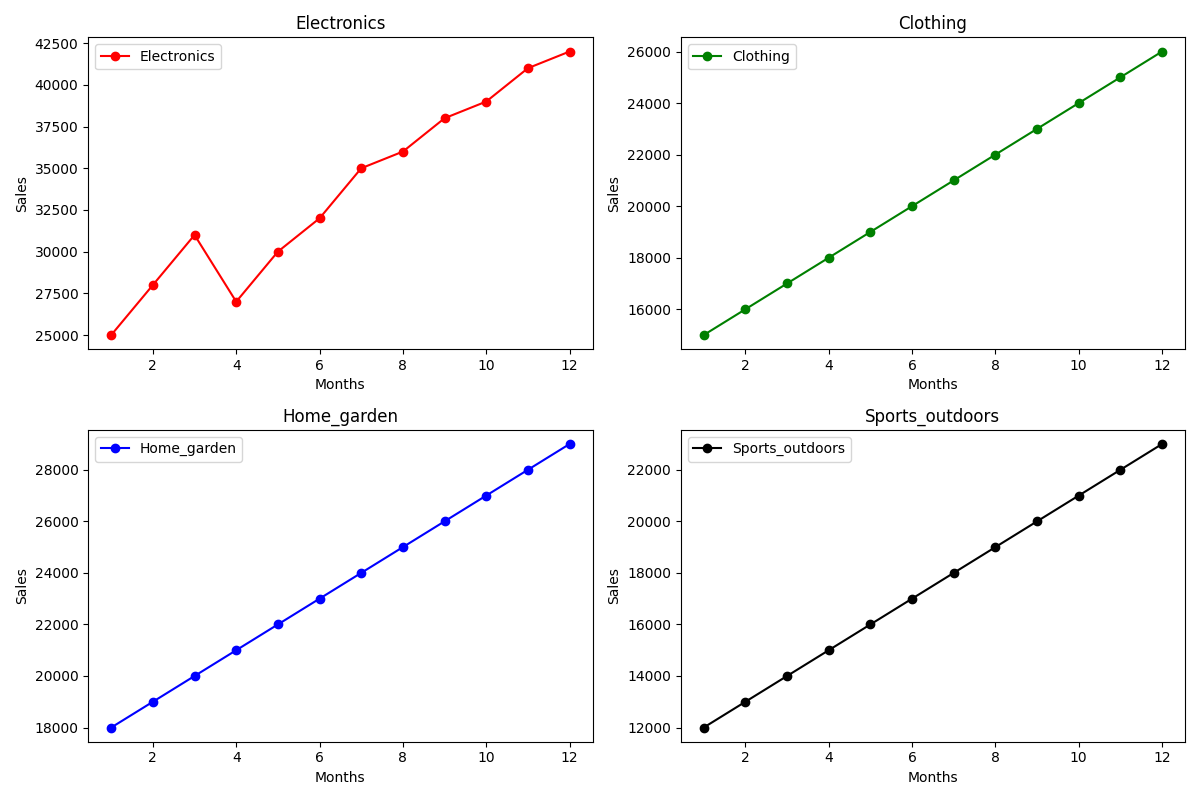 Electronics
Electronics
42500
40000
37500
35000
32500
30000
27500
25000
Sales
2 4 6 8 10 12
Months
Clothing
Clothing
26000
24000
22000
20000
18000
16000
Sales
2 4 6 8 10 12
Months
Home_garden
Home_garden
28000
26000
24000
22000
20000
18000
Sales
2 4 6 8 10 12
Months
Sports_outdoors
Sports_outdoors
22000
20000
18000
16000
14000
12000
Sales
2 4 6 8 10 12
Months